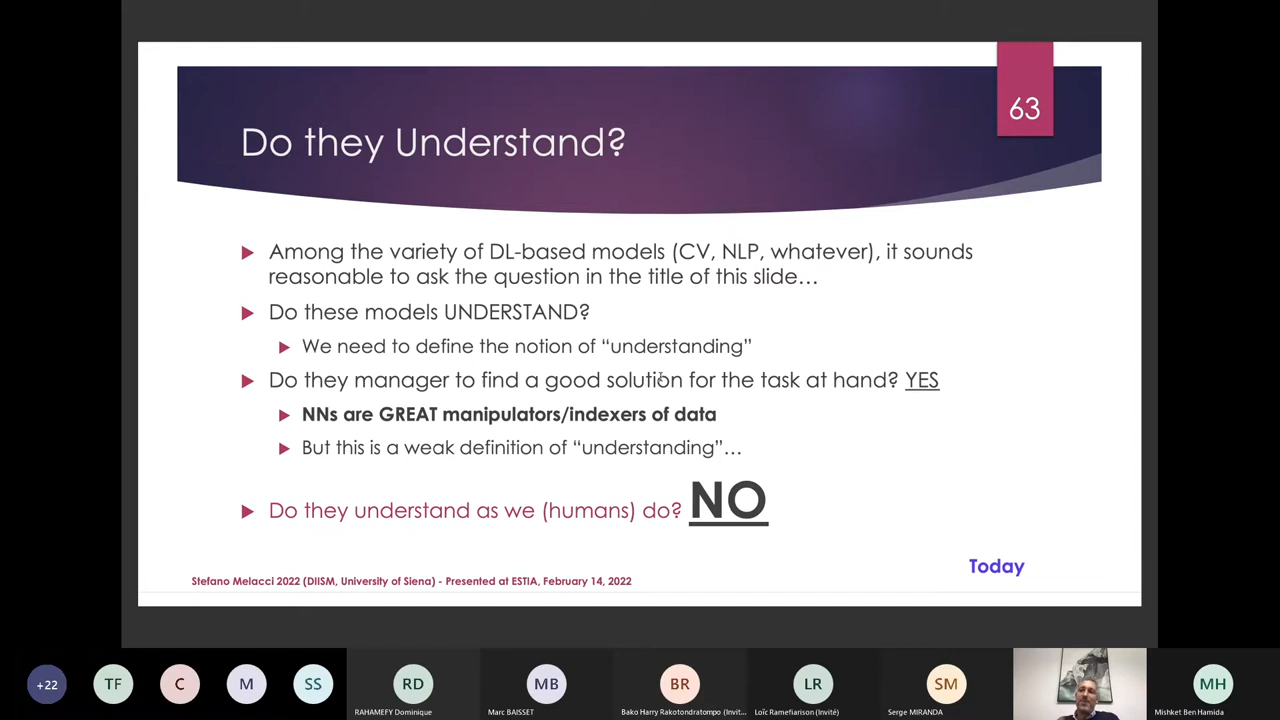 63
Do they Understand?
Among the variety of DL-based models (CV, NLP, whatever), it sounds
reasonable to ask the question in the title of this slide…
Do these models UNDERSTAND?
We need to define the notion of “understanding”
Do they manager to find a good solution for the task at hand? YES
NNs are GREAT manipulators/indexers of data
But this is a weak definition of “understanding”…
Do they understand as we (humans) do? NO
Today
Stefano Melacci 2022 (DIISM, University of Siena) - Presented at ESTIA, February 14, 2022
+22
TF
C
M
SS
RD
MB
BR
LR
SM
MH
RAHAMEFY Dominique
Marc BAISSET
Bako Harry Rakotondratompo (Invit...
Loïc Ramefiarison (Invité)
Serge MIRANDA
Mishket Ben Hamida